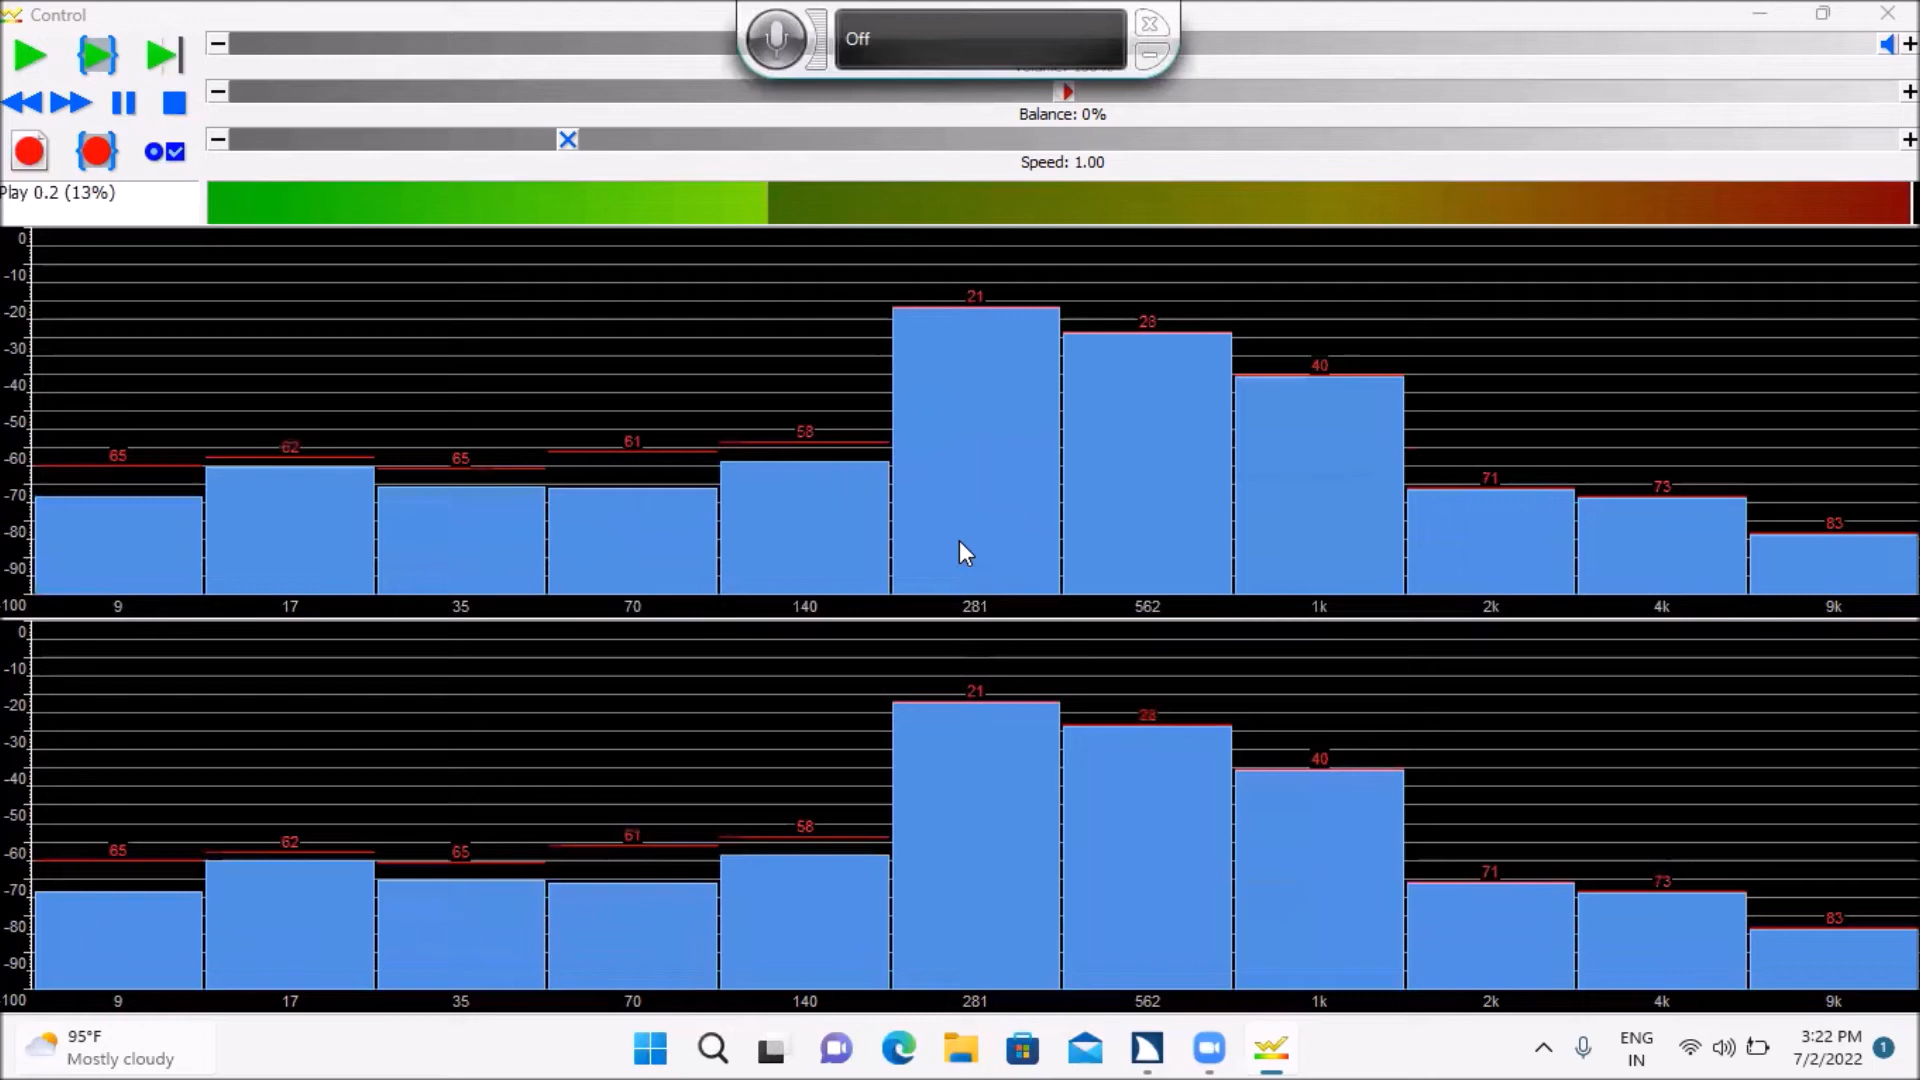 Control
Off
Balance: 0%
Speed: 1.00
Play 0.2 (13%)
0
-10
-20
-30
-40
-50
-60
-70
-80
-90
-100
65 62 65 61 58 21 28 40 71 73 83
9 17 35 70 140 281 562 1k 2k 4k 9k
0
-10
-20
-30
-40
-50
-60
-70
-80
-90
-100
65 62 65 61 58 21 28 40 71 73 83
9 17 35 70 140 281 562 1k 2k 4k 9k
95°F
Mostly cloudy
ENG
IN
3:22 PM
7/2/2022
1